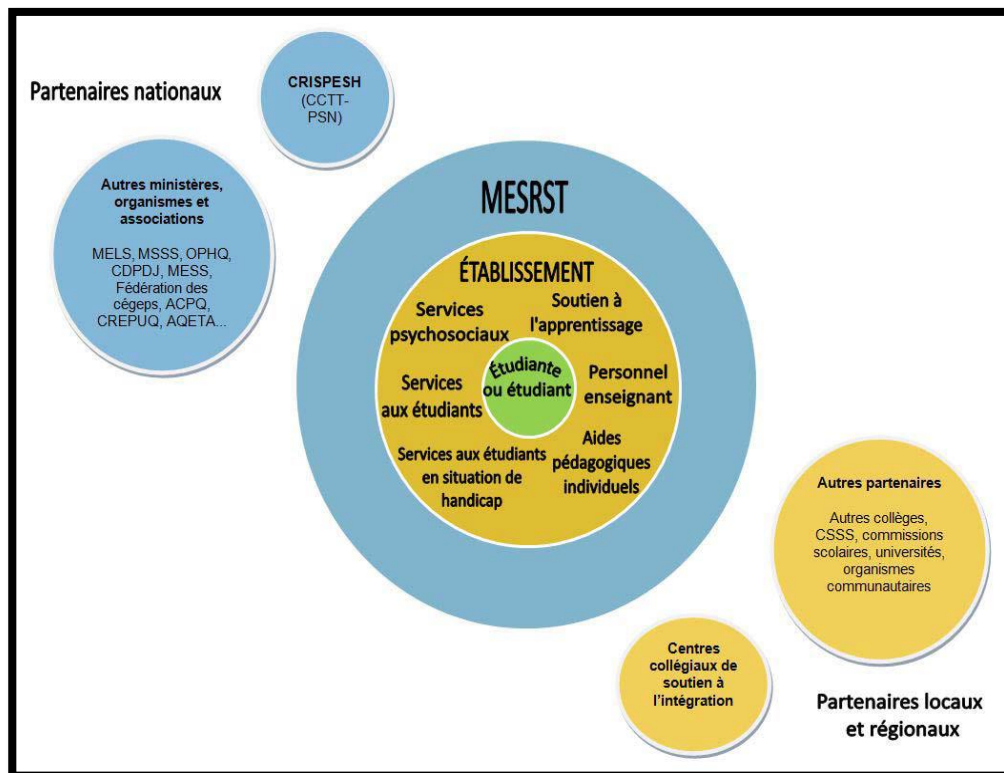 Partenaires nationaux
CRISPESH
(CCTT-
PSN)
Autres ministères,
organismes et
associations
MELS, MSSS, OPHQ,
CDPDJ, MESS,
Fédération des
cégeps, ACPQ,
CREPUQ, AQETA...
MESRST
ÉTABLISSEMENT
Services
psychosociaux
Soutien à
l'apprentissage
Étudiante
ou étudiant
Services
aux étudiants
Personnel
enseignant
Services aux étudiants
en situation de
handicap
Aides
pédagogiques
individuels
Autres partenaires
Autres collèges,
CSSS, commissions
scolaires, universités,
organismes
communautaires
Centres
collégiaux de
soutien à
l'intégration
Partenaires locaux
et régionaux